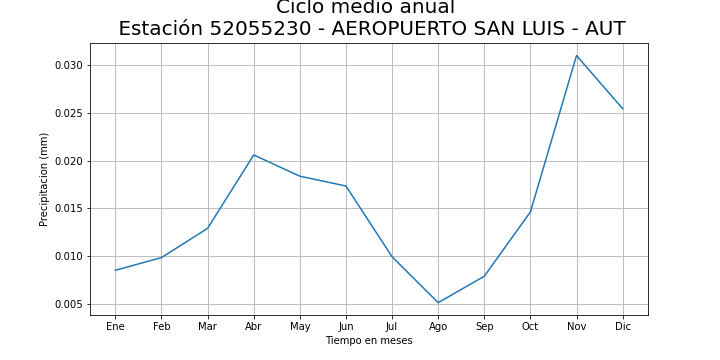 Ciclo medio anual
Estación 52055230 - AEROPUERTO SAN LUIS - AUT
0.030
0.025
0.020
0.015
0.010
0.005
Precipitacion (mm)
Ene Feb Mar Abr May Jun Jul Ago Sep Oct Nov Dic
Tiempo en meses